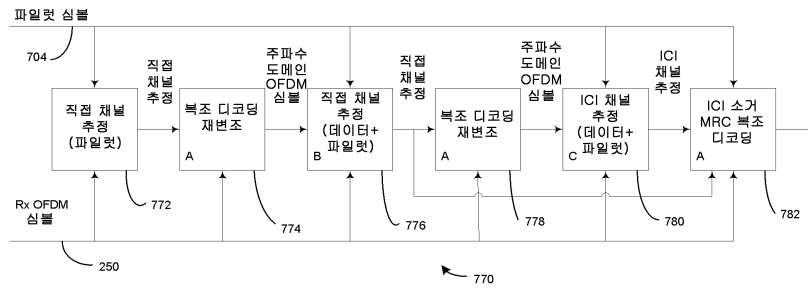 파일럿 심볼
704
직접
채널
추정
주파수
도메인
OFDM
심볼
직접
채널
추정
주파수
도메인
OFDM
심볼
ICI
채널
추정
직접 채널
추정
(파일럿)
복조 디코딩
재변조
A
직접 채널
추정
(데이터+
파일럿)
B
복조 디코딩
재변조
A
ICI 채널
추정
(데이터+
파일럿)
C
ICI 소거
MRC 복조
디코딩
A
Rx OFDM
심볼
772
774
776
778
780
782
250
770